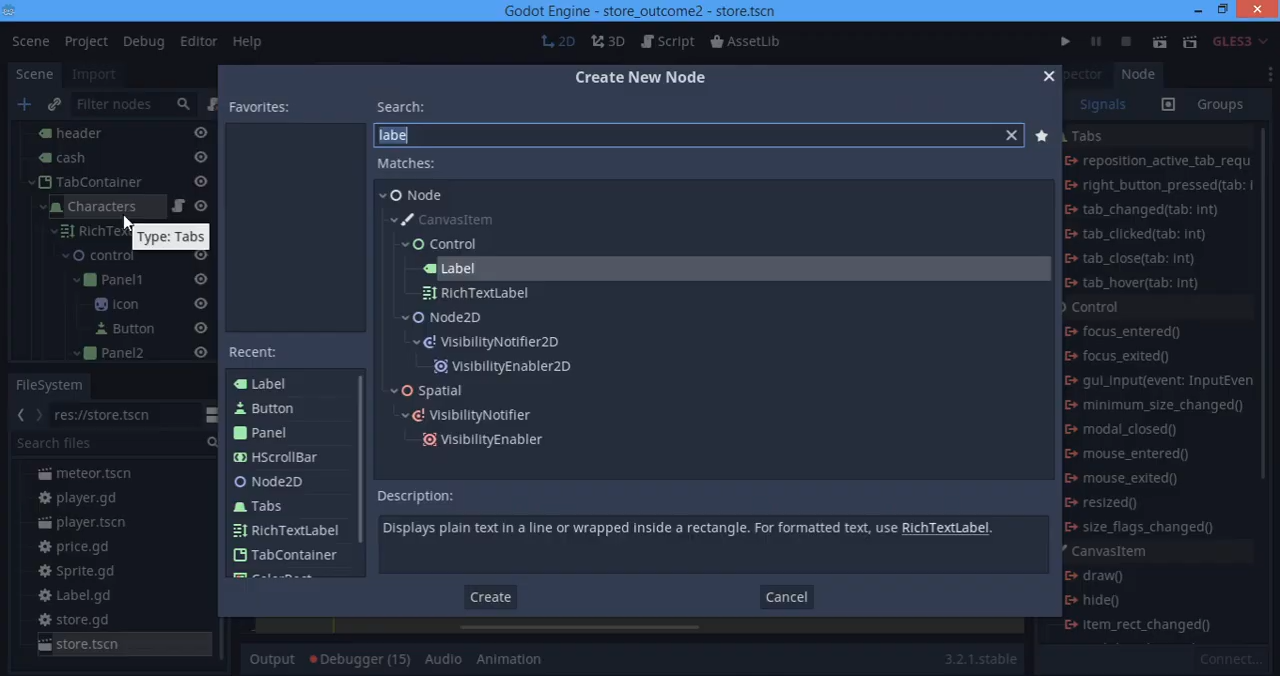 Godot Engine - store_outcome2 - store.tscn
Scene Project Debug Editor Help
2D 3D Script AssetLib
GLES3
Scene Import
Filter nodes
header
cash
TabContainer
Characters
Type: Tabs
control
Panel1
icon
Button
Panel2
FileSystem
res://store.tscn
Search files
meteor.tscn
player.gd
player.tscn
price.gd
Sprite.gd
Label.gd
store.gd
store.tscn
Create New Node
Favorites:
Recent:
Label
Button
Panel
HScrollBar
Node2D
Tabs
RichTextLabel
TabContainer
Search:
labe
Matches:
Node
CanvasItem
Control
Label
RichTextLabel
Node2D
VisibilityNotifier2D
VisibilityEnabler2D
Spatial
VisibilityNotifier
VisibilityEnabler
Description:
Displays plain text in a line or wrapped inside a rectangle. For formatted text, use RichTextLabel.
Create Cancel
Node
Signals Groups
Tabs
reposition_active_tab_requ
right_button_pressed(tab: I
tab_changed(tab: int)
tab_clicked(tab: int)
tab_close(tab: int)
tab_hover(tab: int)
Control
focus_entered()
focus_exited()
gui_input(event: InputEven
minimum_size_changed()
modal_closed()
mouse_entered()
mouse_exited()
resized()
size_flags_changed()
CanvasItem
draw()
hide()
item_rect_changed()
Connect...
Output Debugger (15) Audio Animation 3.2.1.stable